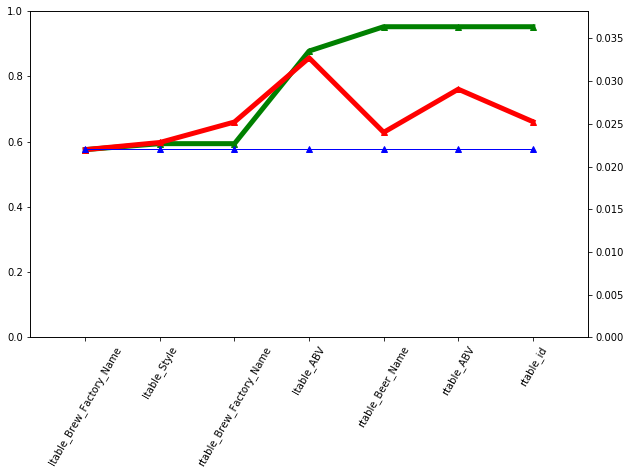 1.0
0.8
0.6
0.4
0.2
0.0
0.035
0.030
0.025
0.020
0.015
0.010
0.005
0.000
ltable_Brew_Factory_Name
ltable_Style
rtable_Brew_Factory_Name
ltable_ABV
rtable_Beer_Name
rtable_ABV
rtable_id